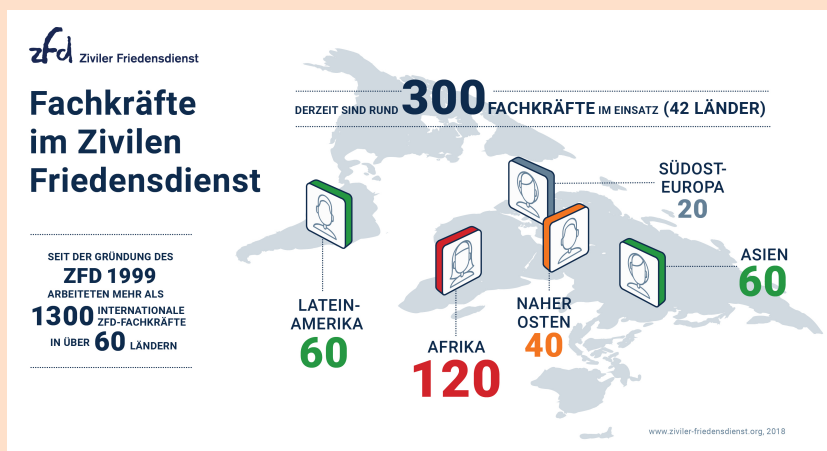 zfd Ziviler Friedensdienst
Fachkräfte
im Zivilen
Friedensdienst
DERZEIT SIND RUND 300 FACHKRÄFTE IM EINSATZ (42 LÄNDER)
SEIT DER GRÜNDUNG DES
ZFD 1999
ARBEITETEN MEHR ALS
1300 INTERNATIONALE
ZFD-FACHKRÄFTE
IN ÜBER 60 LÄNDERN
LATEIN-
AMERIKA
60
AFRIKA
120
NAHER
OSTEN
40
SÜDOST-
EUROPA
20
ASIEN
60
www.ziviler-friedensdienst.org, 2018